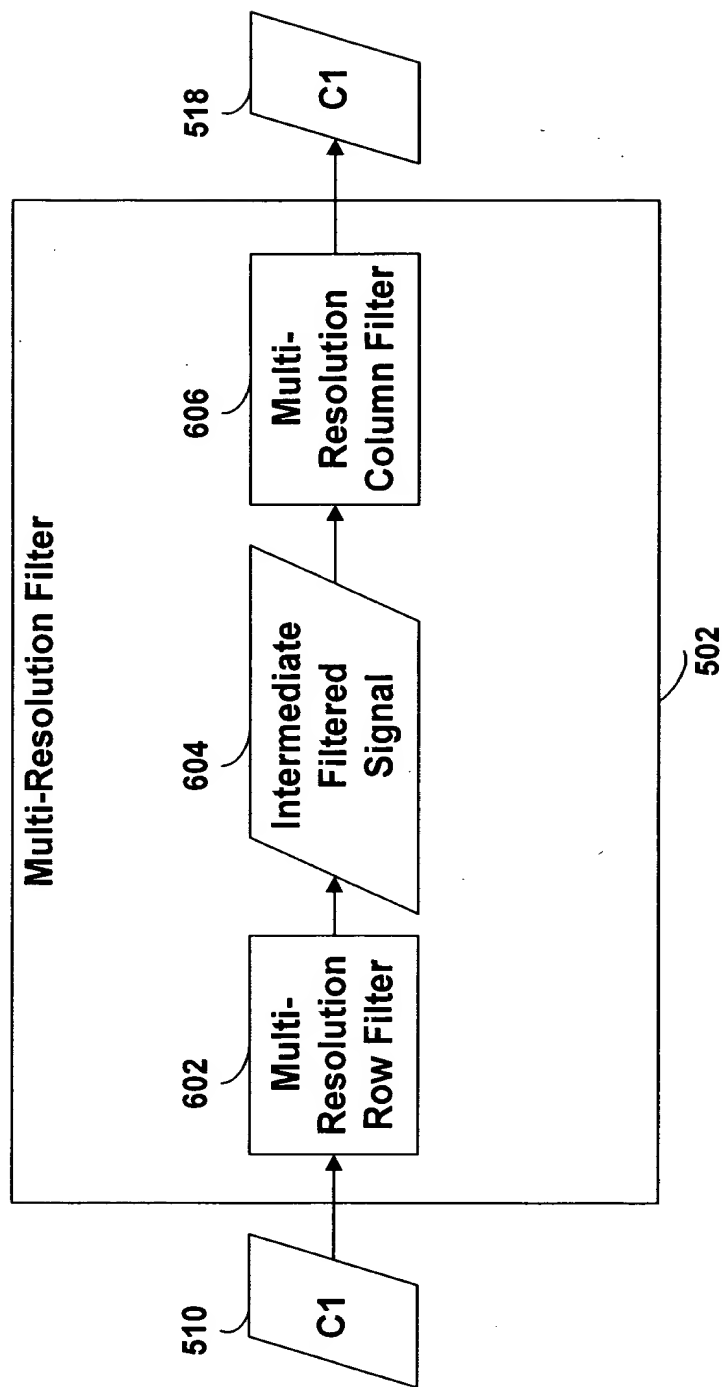 Multi-Resolution Filter
510
C1
602
Multi-
Resolution
Row Filter
604
Intermediate
Filtered
Signal
606
Multi-
Resolution
Column Filter
518
C1
502